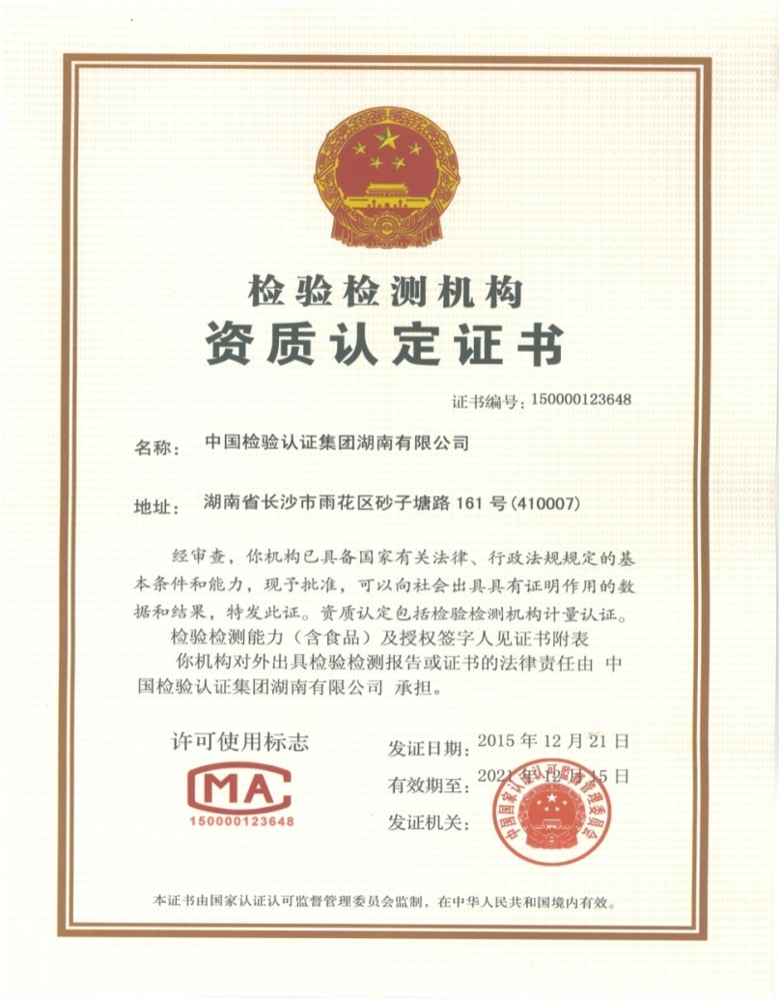 检验检测机构
资质认定证书
证书编号：150000123648
名称：中国检验认证集团湖南有限公司
地址：湖南省长沙市雨花区砂子塘路 161 号(410007)
经审查，你机构已具备国家有关法律、行政法规规定的基
本条件和能力，现予批准，可以向社会出具具有证明作用的数
据和结果，特发此证。资质认定包括检验检测机构计量认证。
检验检测能力（含食品）及授权签字人见证书附表
你机构对外出具检验检测报告或证书的法律责任由 中
国检验认证集团湖南有限公司 承担。
许可使用标志
MA
150000123648
发证日期：2015 年 12 月 21 日
有效期至：2021 年 12 月 15 日
发证机关：
中国国家认证认可监督管理委员会
本证书由国家认证认可监督管理委员会监制，在中华人民共和国境内有效。